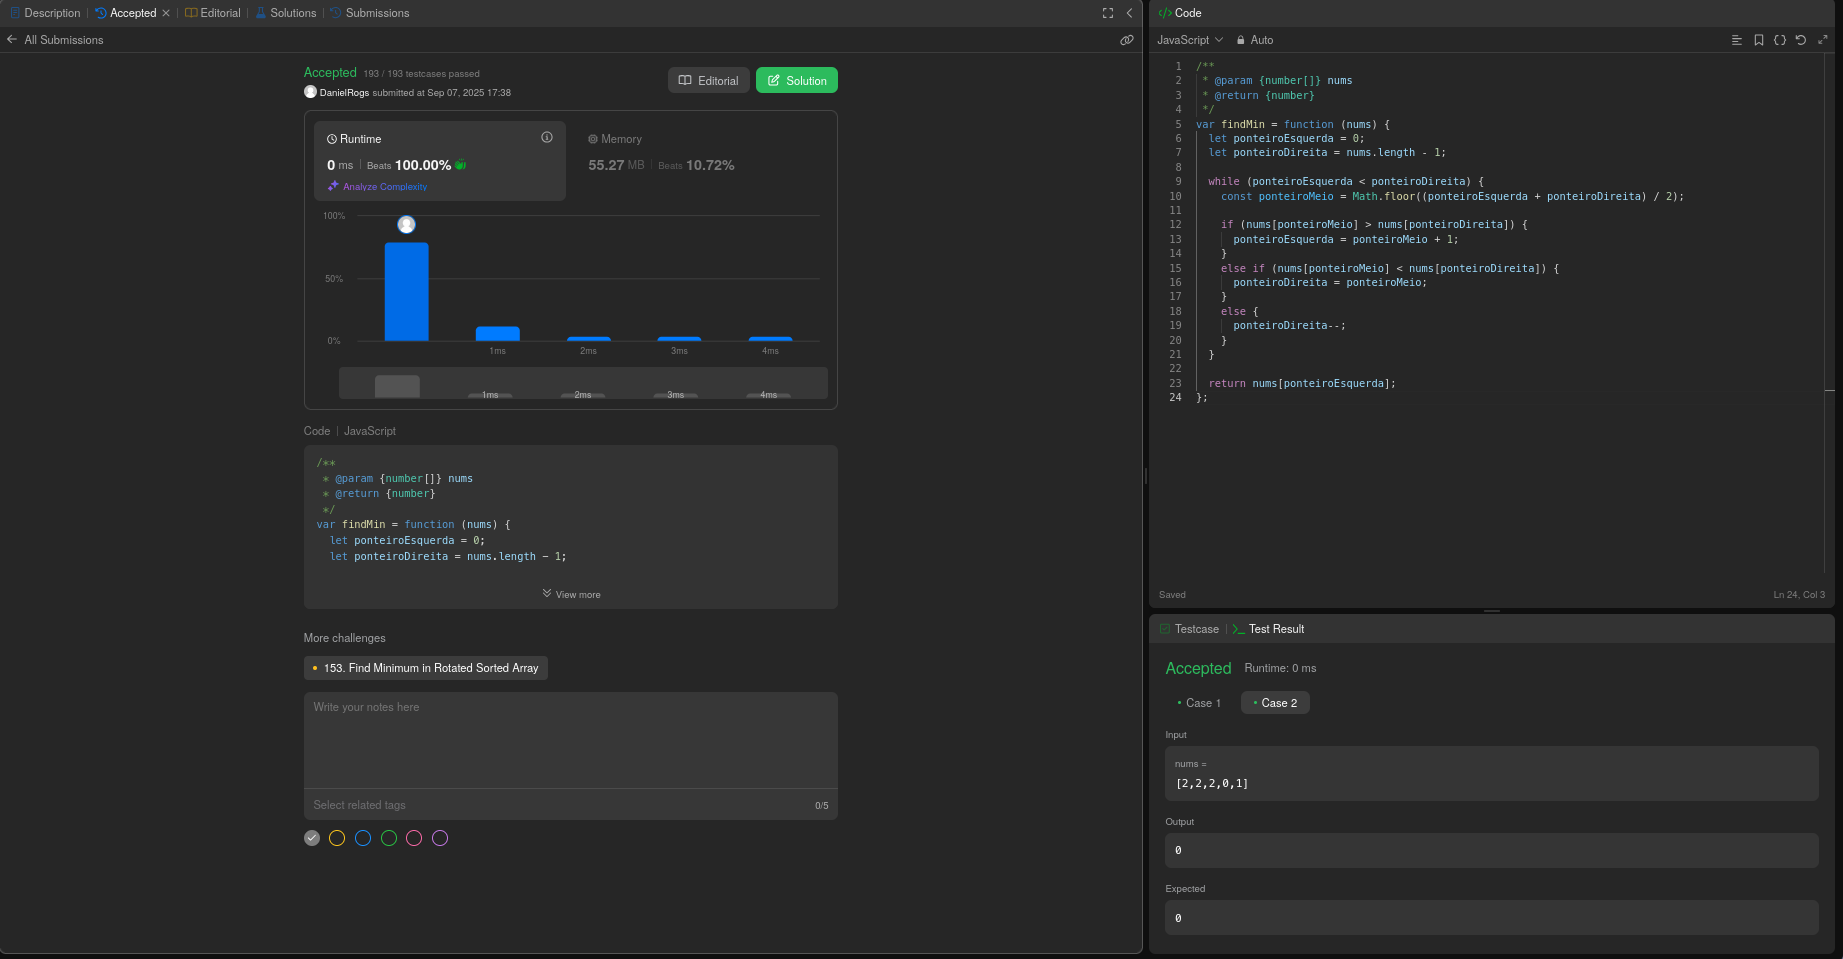 Description | Accepted | Editorial | Solutions | Submissions
All Submissions
Accepted 193 / 193 testcases passed
DanielRogs submitted at Sep 07, 2025 17:38
Editorial
Solution
Runtime
0 ms | Beats 100.00%
Analyze Complexity
Memory
55.27 MB | Beats 10.72%
100%
50%
0%
1ms 2ms 3ms 4ms
1ms 2ms 3ms 4ms
Code | JavaScript
/**
 * @param {number[]} nums
 * @return {number}
 */
var findMin = function (nums) {
  let ponteiroEsquerda = 0;
  let ponteiroDireita = nums.length - 1;
View more
More challenges
153. Find Minimum in Rotated Sorted Array
Write your notes here
Select related tags
0/5
</> Code
JavaScript Auto
1 /**
2  * @param {number[]} nums
3  * @return {number}
4  */
5 var findMin = function (nums) {
6   let ponteiroEsquerda = 0;
7   let ponteiroDireita = nums.length - 1;
8
9   while (ponteiroEsquerda < ponteiroDireita) {
10     const ponteiroMeio = Math.floor((ponteiroEsquerda + ponteiroDireita) / 2);
11
12     if (nums[ponteiroMeio] > nums[ponteiroDireita]) {
13       ponteiroEsquerda = ponteiroMeio + 1;
14     }
15     else if (nums[ponteiroMeio] < nums[ponteiroDireita]) {
16       ponteiroDireita = ponteiroMeio;
17     }
18     else {
19       ponteiroDireita--;
20     }
21   }
22
23   return nums[ponteiroEsquerda];
24 };
Saved
Ln 24, Col 3
Testcase | >_ Test Result
Accepted Runtime: 0 ms
• Case 1 • Case 2
Input
nums =
[2,2,2,0,1]
Output
0
Expected
0